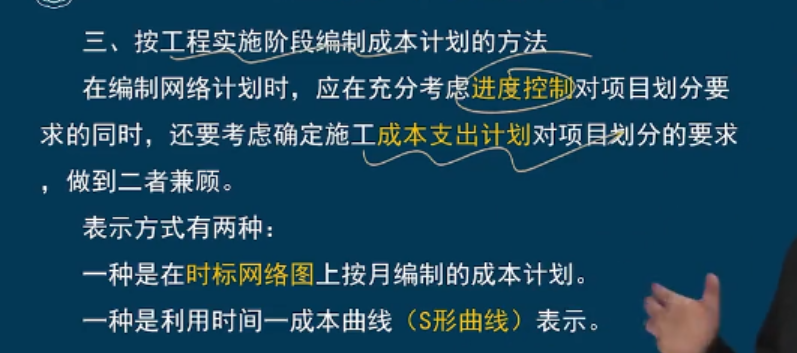 三、按工程实施阶段编制成本计划的方法
在编制网络计划时，应在充分考虑进度控制对项目划分要
求的同时，还要考虑确定施工成本支出计划对项目划分的要求
，做到二者兼顾。
表示方式有两种：
一种是在时标网络图上按月编制的成本计划。
一种是利用时间一成本曲线（S形曲线）表示。